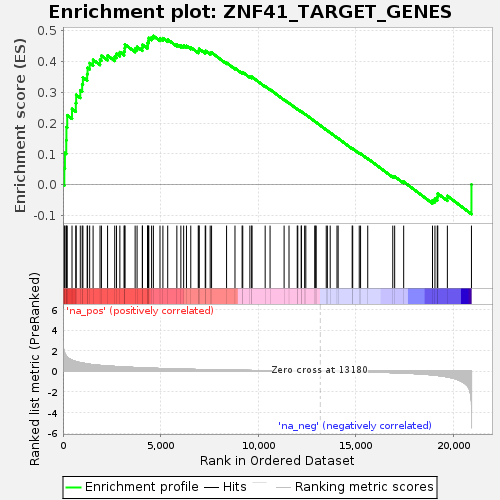 Enrichment plot: ZNF41_TARGET_GENES
Enrichment score (ES)
0.5
0.4
0.3
0.2
0.1
0.0
-0.1
'na_pos' (positively correlated)
Ranked list metric (PreRanked)
6
4
2
0
-2
-4
-6
Zero cross at 13180
'na_neg' (negatively correlated)
0
5,000
10,000
15,000
20,000
Rank in Ordered Dataset
Enrichment profile
Hits
Ranking metric scores